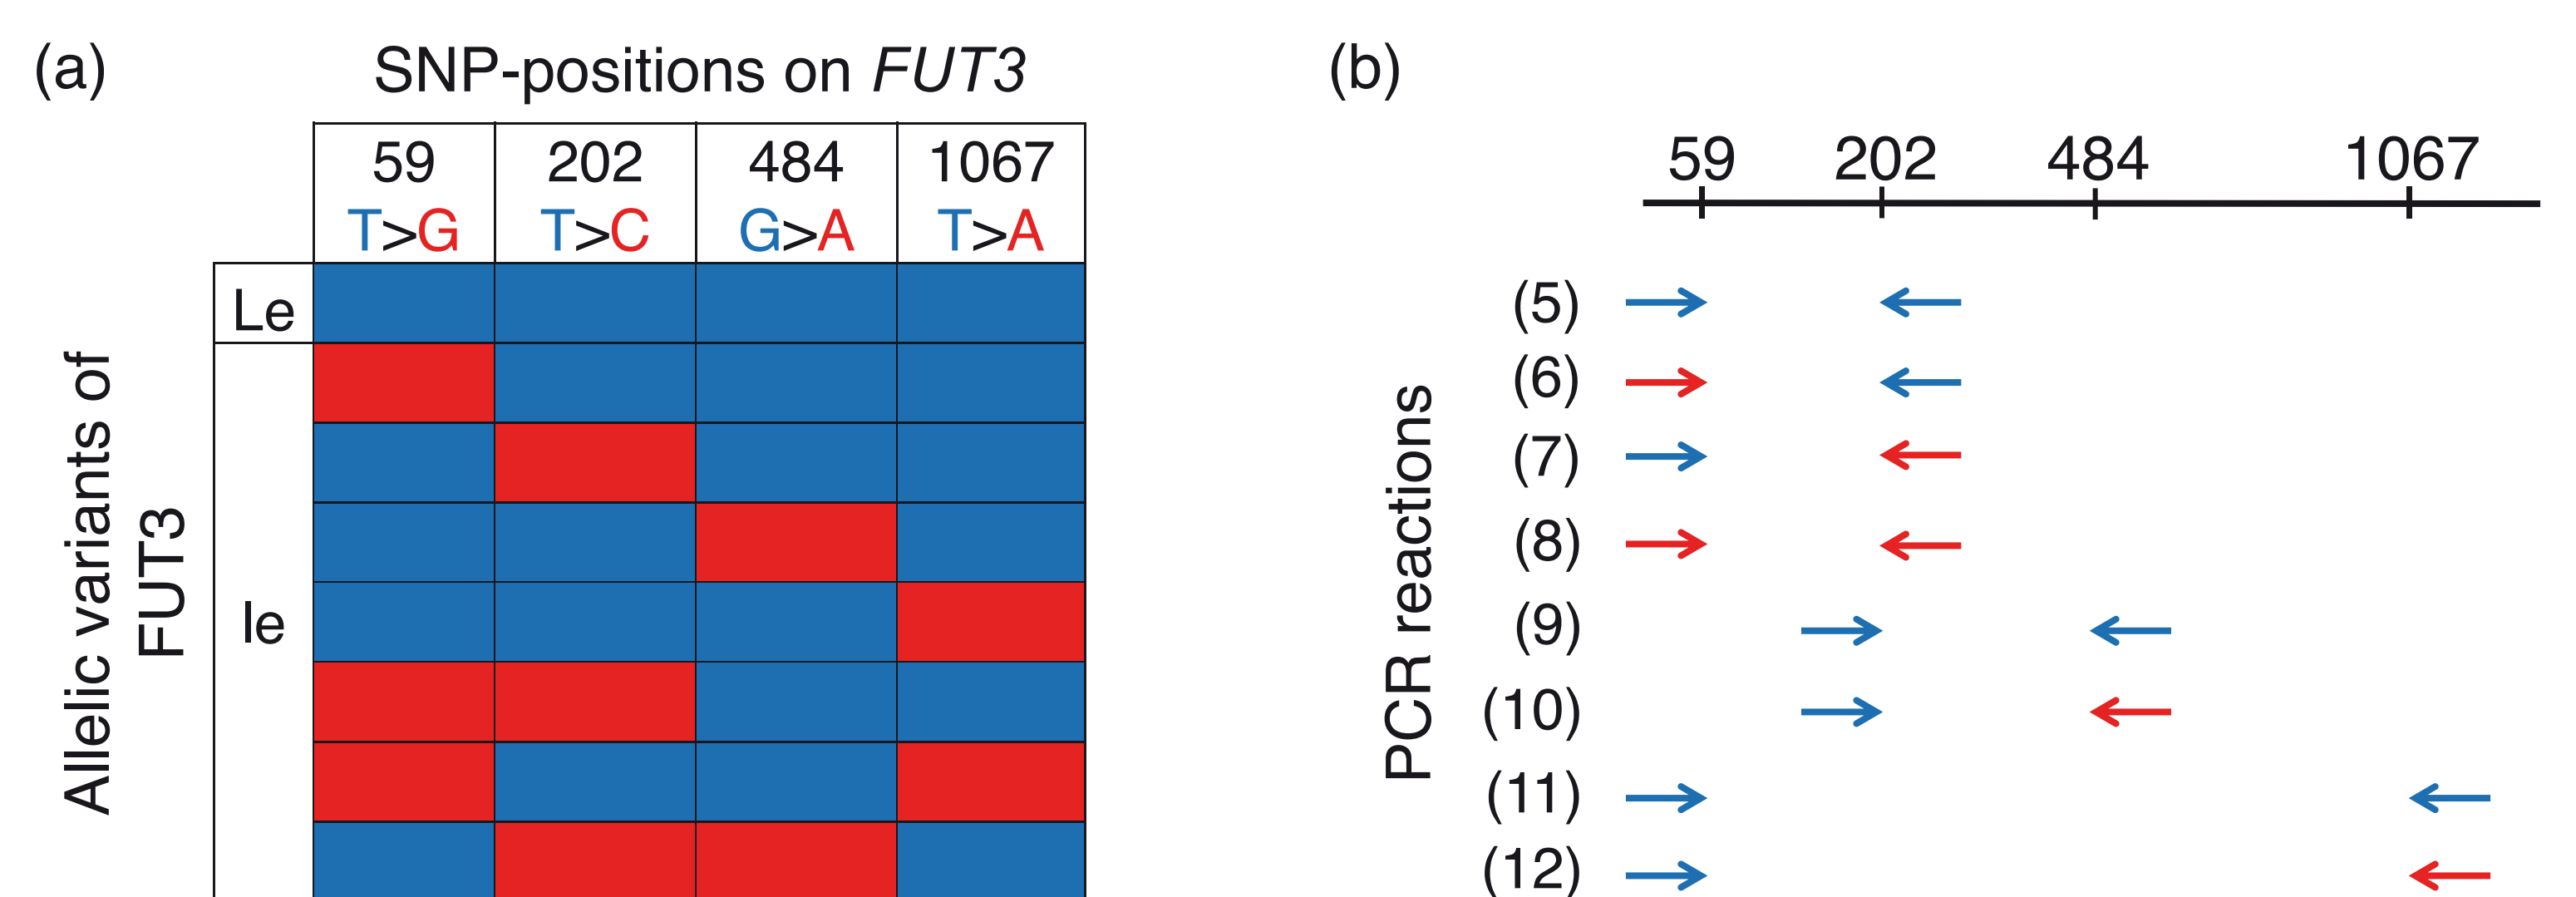 (a)
SNP-positions on FUT3
59 202 484 1067
T>G T>C G>A T>A
Le
le
Allelic variants of
FUT3
(b)
59 202 484 1067
PCR reactions
(5)
(6)
(7)
(8)
(9)
(10)
(11)
(12)